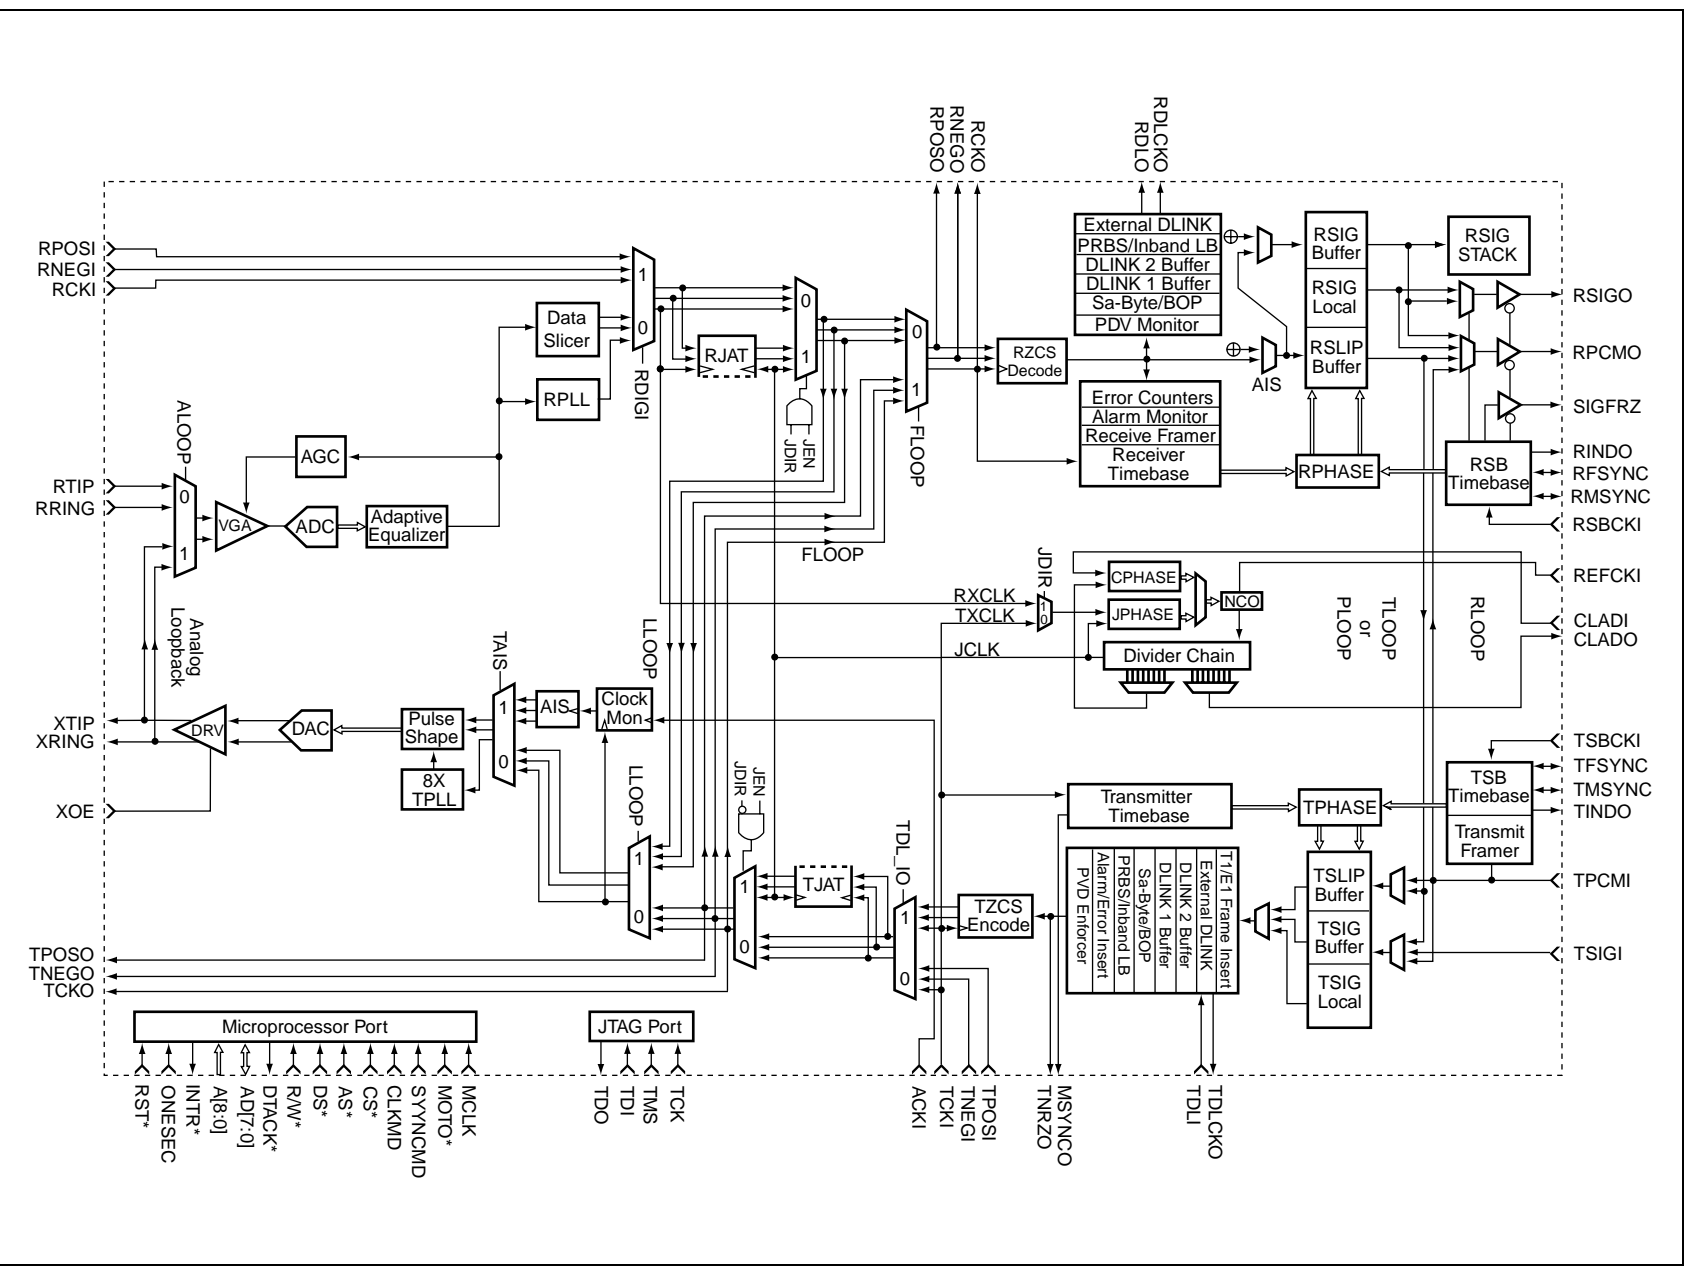 RPOSO
RNEGO
RCKO
RDLO
RDLCKO
RPOSI
RNEGI
RCKI
1
0
RDIGI
Data
Slicer
RPLL
RJAT
0
1
JDIR
JEN
0
1
FLOOP
RZCS
Decode
External DLINK
PRBS/Inband LB
DLINK 2 Buffer
DLINK 1 Buffer
Sa-Byte/BOP
PDV Monitor
Error Counters
Alarm Monitor
Receive Framer
Receiver
Timebase
AIS
RSIG
Buffer
RSIG
Local
RSLIP
Buffer
RSIG
STACK
RPHASE
RSB
Timebase
RSIGO
RPCMO
SIGFRZ
RINDO
RFSYNC
RMSYNC
RSBCKI
REFCKI
CLADI
CLADO
ALOOP
AGC
RTIP
RRING
0
1
VGA
ADC
Adaptive
Equalizer
FLOOP
JDIR
RXCLK
TXCLK
JCLK
1
0
CPHASE
JPHASE
NCO
Divider Chain
PLOOP
or
TLOOP
RLOOP
Analog
Loopback
TAIS
LLOOP
XTIP
XRING
XOE
DRV
DAC
Pulse
Shape
8X
TPLL
1
0
AIS
Clock
Mon
LLOOP
1
0
JDIR
JEN
1
0
TJAT
TDL_IO
1
0
TZCS
Encode
Transmitter
Timebase
PVD Enforcer
Alarm/Error Insert
PRBS/Inband LB
Sa-Byte/BOP
DLINK 1 Buffer
DLINK 2 Buffer
External DLINK
T1/E1 Frame Insert
TPHASE
TSLIP
Buffer
TSIG
Buffer
TSIG
Local
TSB
Timebase
Transmit
Framer
TSBCKI
TFSYNC
TMSYNC
TINDO
TPCMI
TSIGI
TPOSO
TNEGO
TCKO
Microprocessor Port
RST*
ONESEC
INTR*
A[8:0]
AD[7:0]
DTACK*
R/W*
DS*
AS*
CS*
CLKMD
SYYNCMD
MOTO*
MCLK
JTAG Port
TDO
TDI
TMS
TCK
ACKI
TCKI
TNEGI
TPOSI
TNRZO
MSYNCO
TDLI
TDLCKO